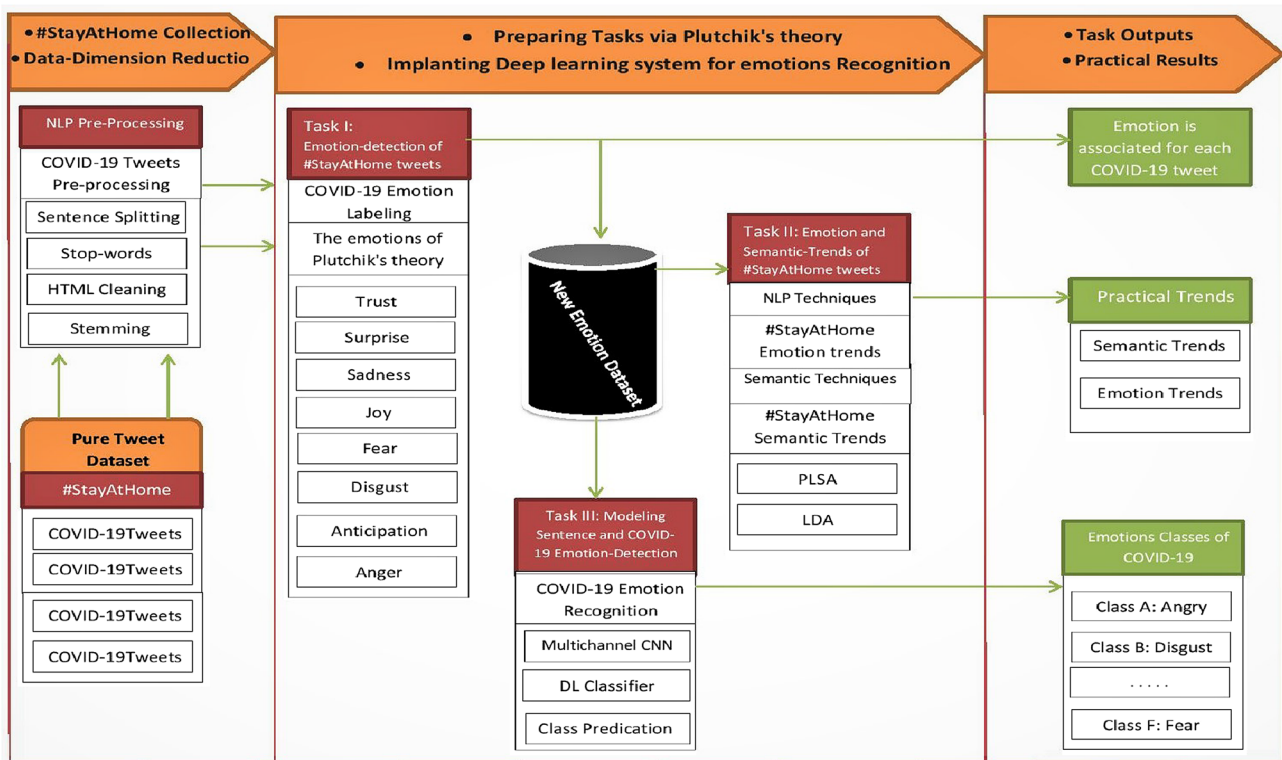 • #StayAtHome Collection
• Data-Dimension Reductio
• Preparing Tasks via Plutchik's theory
• Implanting Deep learning system for emotions Recognition
• Task Outputs
• Practical Results
NLP Pre-Processing
COVID-19 Tweets
Pre-processing
Sentence Splitting
Stop-words
HTML Cleaning
Stemming
Pure Tweet
Dataset
#StayAtHome
COVID-19Tweets
COVID-19Tweets
COVID-19Tweets
COVID-19Tweets
Task I:
Emotion-detection of
#StayAtHome tweets
COVID-19 Emotion
Labeling
The emotions of
Plutchik's theory
Trust
Surprise
Sadness
Joy
Fear
Disgust
Anticipation
Anger
New Emotion Dataset
Task II: Emotion and
Semantic-Trends of
#StayAtHome tweets
NLP Techniques
#StayAtHome
Emotion trends
Semantic Techniques
#StayAtHome
Semantic Trends
PLSA
LDA
Task III: Modeling
Sentence and COVID-
19 Emotion-Detection
COVID-19 Emotion
Recognition
Multichannel CNN
DL Classifier
Class Predication
Emotion is
associated for each
COVID-19 tweet
Practical Trends
Semantic Trends
Emotion Trends
Emotions Classes of
COVID-19
Class A: Angry
Class B: Disgust
. . . . .
Class F: Fear